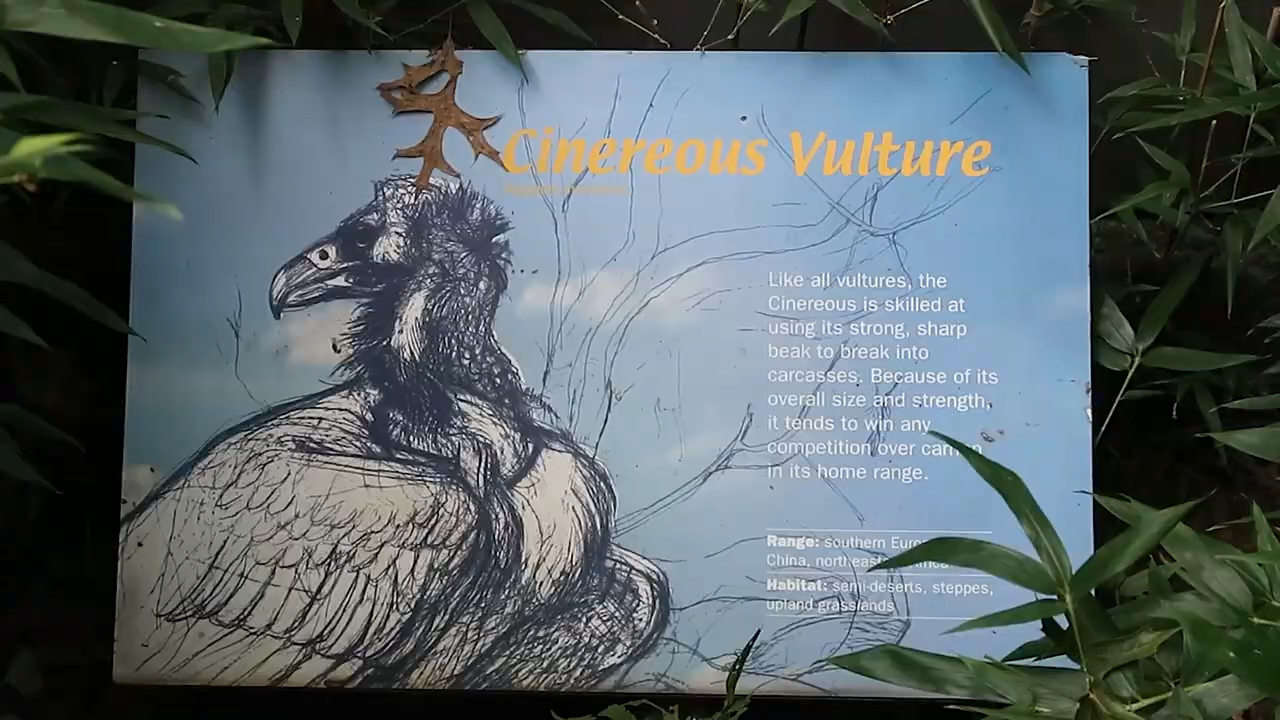 Cinereous Vulture
Like all vultures, the
Cinereous is skilled at
using its strong, sharp
beak to break into
carcasses. Because of its
overall size and strength,
it tends to win any
competition over carrion
in its home range.
Range: southern
China, northeast
Habitat: semi-deserts, steppes,
upland grasslands